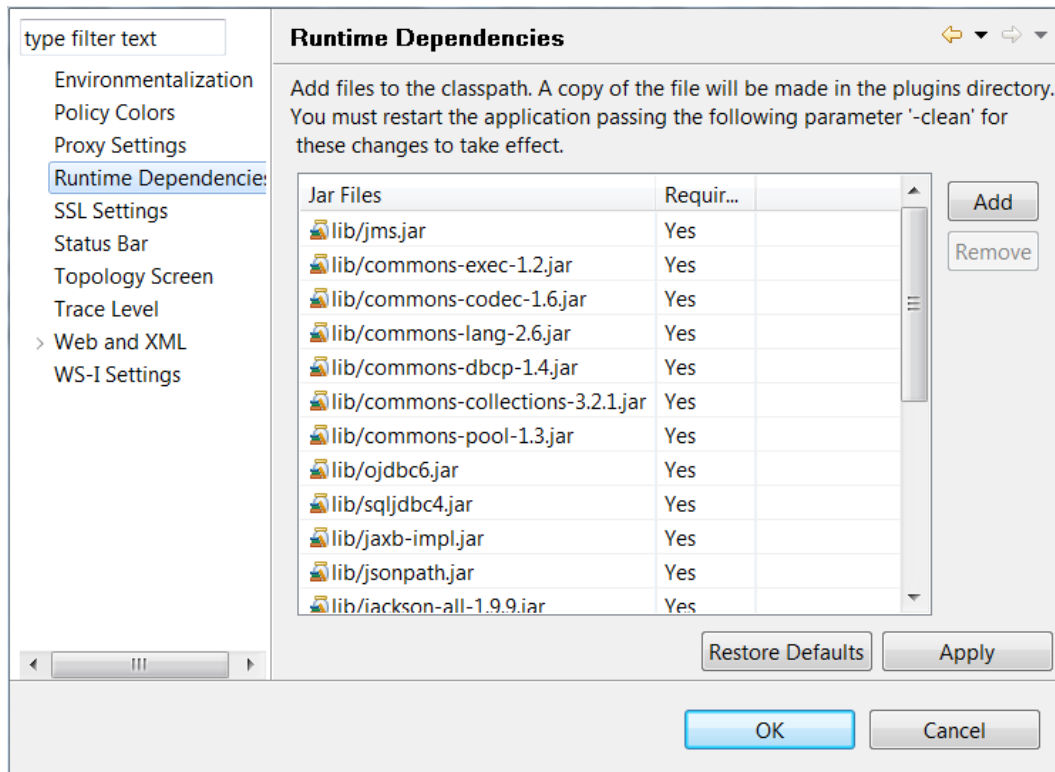 type filter text
Environmentalization
Policy Colors
Proxy Settings
Runtime Dependencies
SSL Settings
Status Bar
Topology Screen
Trace Level
Web and XML
WS-I Settings
Runtime Dependencies
Add files to the classpath. A copy of the file will be made in the plugins directory.
You must restart the application passing the following parameter '-clean' for
these changes to take effect.
Jar Files Requir...
lib/jms.jar Yes
lib/commons-exec-1.2.jar Yes
lib/commons-codec-1.6.jar Yes
lib/commons-lang-2.6.jar Yes
lib/commons-dbcp-1.4.jar Yes
lib/commons-collections-3.2.1.jar Yes
lib/commons-pool-1.3.jar Yes
lib/ojdbc6.jar Yes
lib/sqljdbc4.jar Yes
lib/jaxb-impl.jar Yes
lib/jsonpath.jar Yes
lib/jackson-all-1.9.9.jar Yes
Add
Remove
Restore Defaults Apply
OK Cancel